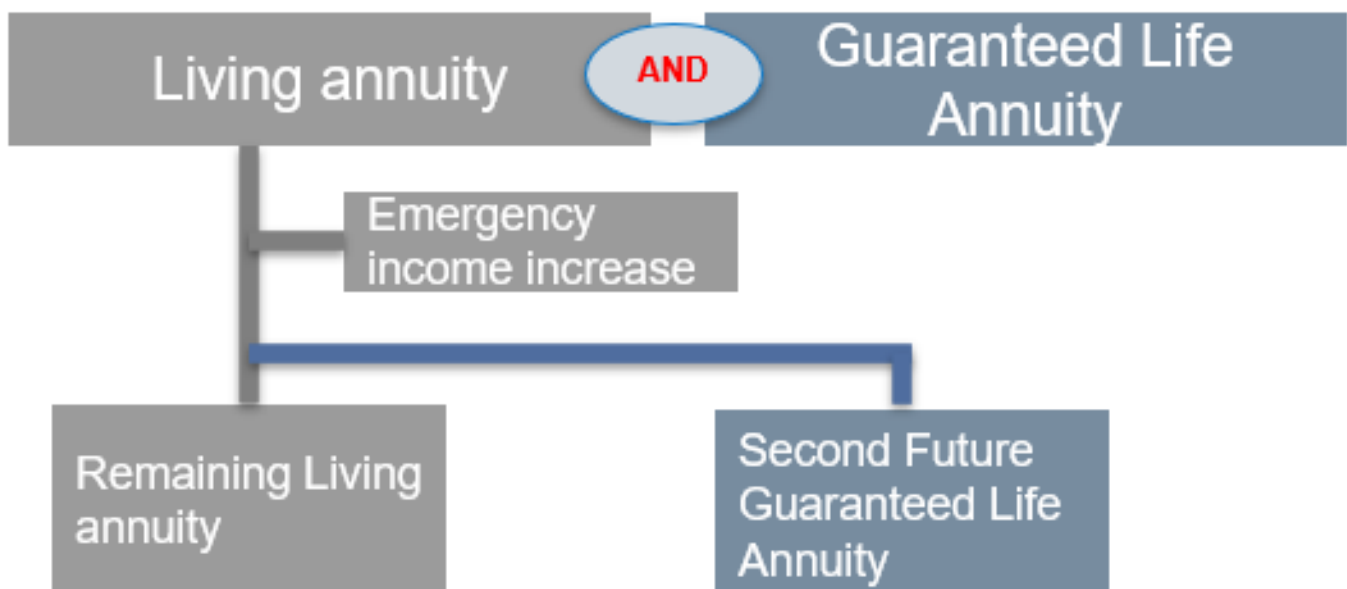 Living annuity
AND
Guaranteed Life
Annuity
Emergency
income increase
Remaining Living
annuity
Second Future
Guaranteed Life
Annuity